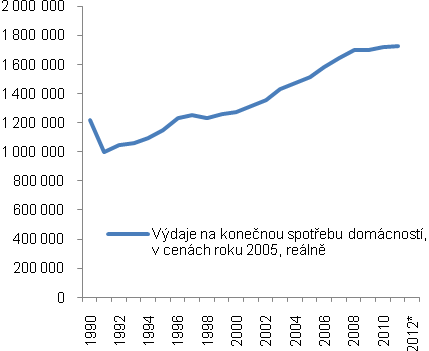 2 000 000
1 800 000
1 600 000
1 400 000
1 200 000
1 000 000
800 000
600 000
400 000
200 000
0
Výdaje na konečnou spotřebu domácností,
v cenách roku 2005, reálně
1990
1992
1994
1996
1998
2000
2002
2004
2006
2008
2010
2012*